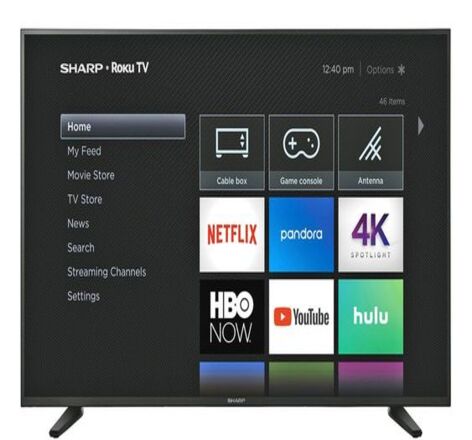 SHARP • Roku TV
12:40 pm | Options ✱
46 Items
Home
My Feed
Movie Store
TV Store
News
Search
Streaming Channels
Settings
Cable box
Game console
Antenna
NETFLIX
pandora
4K
SPOTLIGHT
HBO
NOW
YouTube
hulu
SHARP